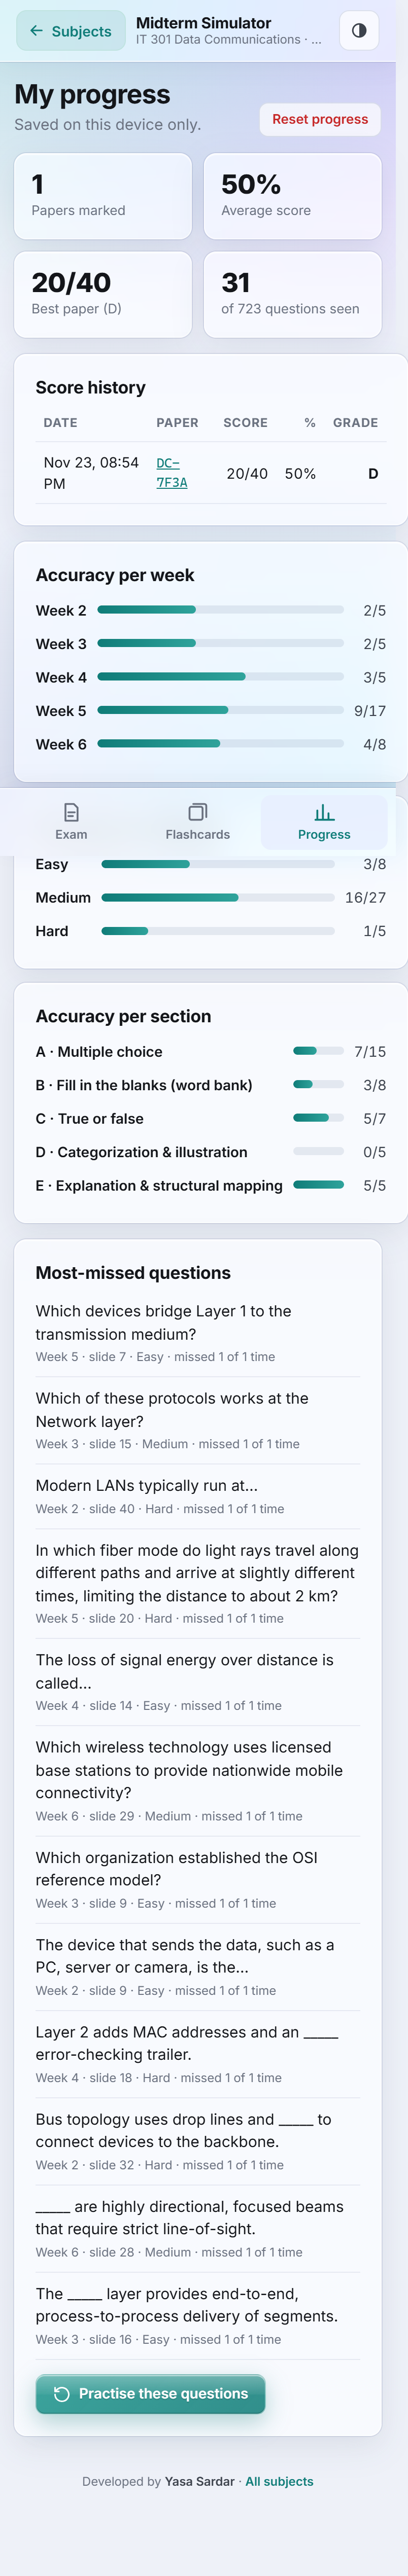 Subjects
Midterm Simulator
IT 301 Data Communications · ...
My progress
Saved on this device only.
Reset progress
1
Papers marked
50%
Average score
20/40
Best paper (D)
31
of 723 questions seen
Score history
DATE PAPER SCORE % GRADE
Nov 23, 08:54 PM
DC-7F3A
20/40 50% D
Accuracy per week
Week 2 2/5
Week 3 2/5
Week 4 3/5
Week 5 9/17
Week 6 4/8
Exam
Flashcards
Progress
Easy 3/8
Medium 16/27
Hard 1/5
Accuracy per section
A · Multiple choice 7/15
B · Fill in the blanks (word bank) 3/8
C · True or false 5/7
D · Categorization & illustration 0/5
E · Explanation & structural mapping 5/5
Most-missed questions
Which devices bridge Layer 1 to the
transmission medium?
Week 5 · slide 7 · Easy · missed 1 of 1 time
Which of these protocols works at the
Network layer?
Week 3 · slide 15 · Medium · missed 1 of 1 time
Modern LANs typically run at...
Week 2 · slide 40 · Hard · missed 1 of 1 time
In which fiber mode do light rays travel along
different paths and arrive at slightly different
times, limiting the distance to about 2 km?
Week 5 · slide 20 · Hard · missed 1 of 1 time
The loss of signal energy over distance is
called...
Week 4 · slide 14 · Easy · missed 1 of 1 time
Which wireless technology uses licensed
base stations to provide nationwide mobile
connectivity?
Week 6 · slide 29 · Medium · missed 1 of 1 time
Which organization established the OSI
reference model?
Week 3 · slide 9 · Easy · missed 1 of 1 time
The device that sends the data, such as a
PC, server or camera, is the...
Week 2 · slide 9 · Easy · missed 1 of 1 time
Layer 2 adds MAC addresses and an _____
error-checking trailer.
Week 4 · slide 18 · Hard · missed 1 of 1 time
Bus topology uses drop lines and _____ to
connect devices to the backbone.
Week 2 · slide 32 · Hard · missed 1 of 1 time
_____ are highly directional, focused beams
that require strict line-of-sight.
Week 6 · slide 28 · Medium · missed 1 of 1 time
The _____ layer provides end-to-end,
process-to-process delivery of segments.
Week 3 · slide 16 · Easy · missed 1 of 1 time
Practise these questions
Developed by Yasa Sardar · All subjects